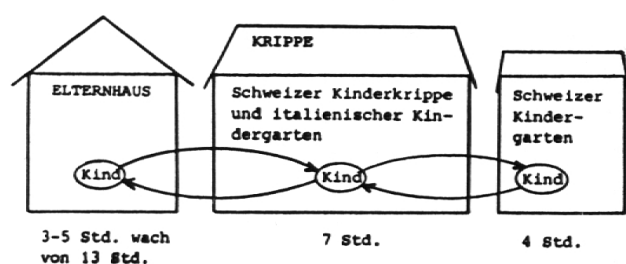 KRIPPE
ELTERNHAUS
Schweizer Kinderkrippe
und italienischer Kin-
dergarten
Schweizer
Kinder-
garten
Kind
Kind
Kind
3-5 Std. wach
von 13 Std.
7 Std.
4 Std.